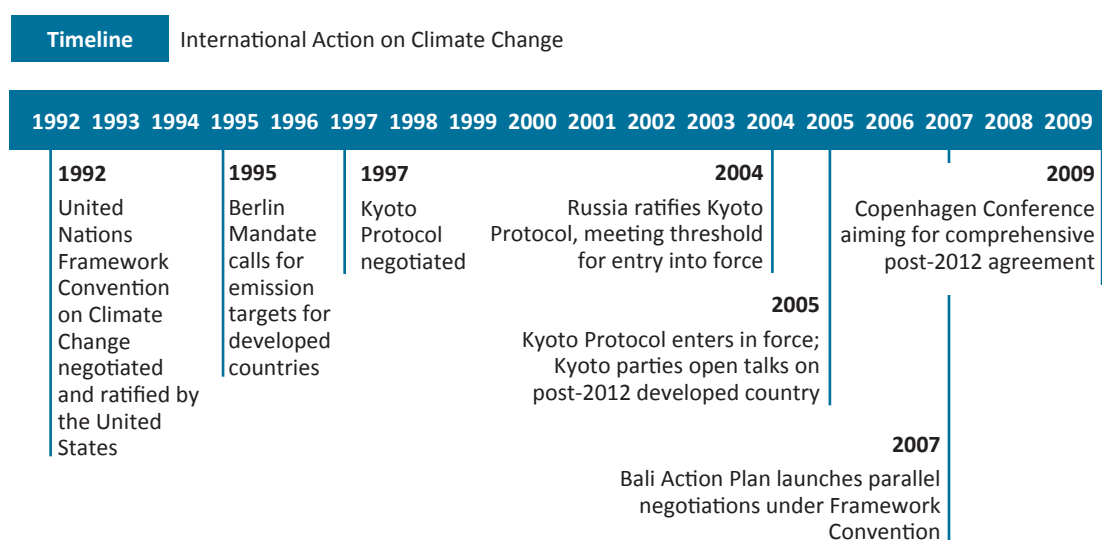 Timeline International Action on Climate Change
1992 1993 1994 1995 1996 1997 1998 1999 2000 2001 2002 2003 2004 2005 2006 2007 2008 2009
1992
United
Nations
Framework
Convention
on Climate
Change
negotiated
and ratified by
the United
States
1995
Berlin
Mandate
calls for
emission
targets for
developed
countries
1997
Kyoto
Protocol
negotiated
2004
Russia ratifies Kyoto
Protocol, meeting threshold
for entry into force
2005
Kyoto Protocol enters in force;
Kyoto parties open talks on
post-2012 developed country
2007
Bali Action Plan launches parallel
negotiations under Framework
Convention
2009
Copenhagen Conference
aiming for comprehensive
post-2012 agreement